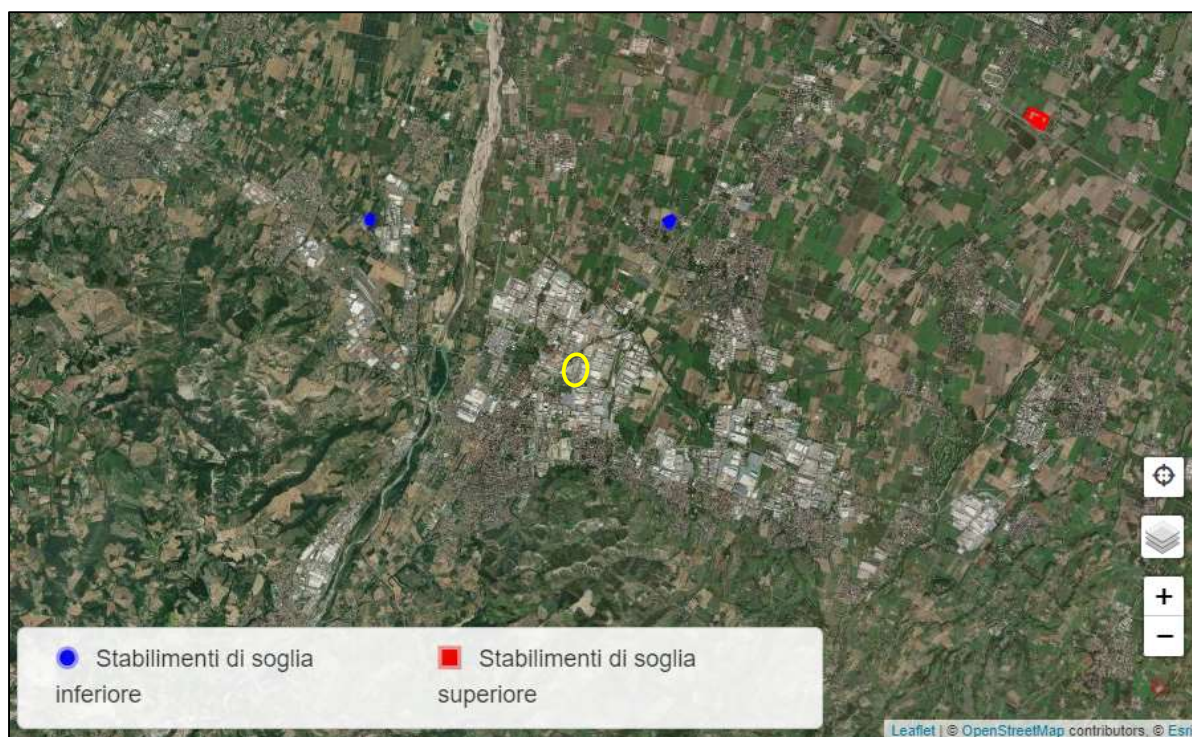 +
−
Stabilimenti di soglia inferiore
Stabilimenti di soglia superiore
Leaflet | © OpenStreetMap contributors, © Esri